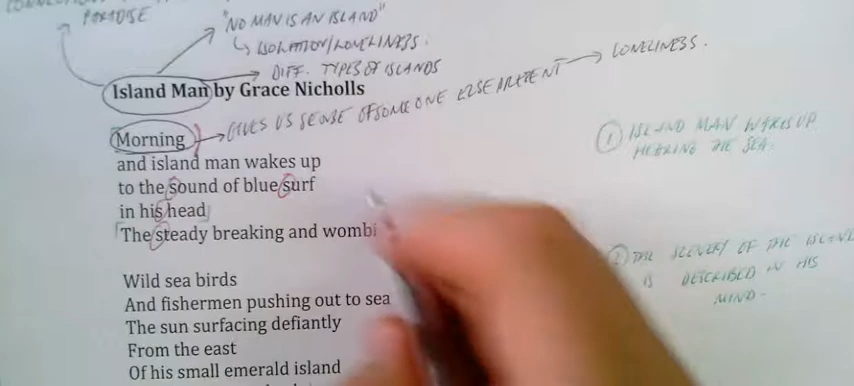 PARADISE
"NO MAN IS AN ISLAND"
↳ ISOLATION/LONELINESS.
DIFF. TYPES OF ISLANDS
LONELINESS.
Island Man by Grace Nicholls
GIVES US SENSE OF SOMEONE ELSE PRESENT
Morning
and island man wakes up
to the sound of blue surf
in his head
The steady breaking and wombi
① ISLAND MAN WAKES UP
HEARING THE SEA.
Wild sea birds
And fishermen pushing out to sea
The sun surfacing defiantly
From the east
Of his small emerald island
② THE SCENERY OF THE ISLAND
IS DESCRIBED IN HIS
MIND-